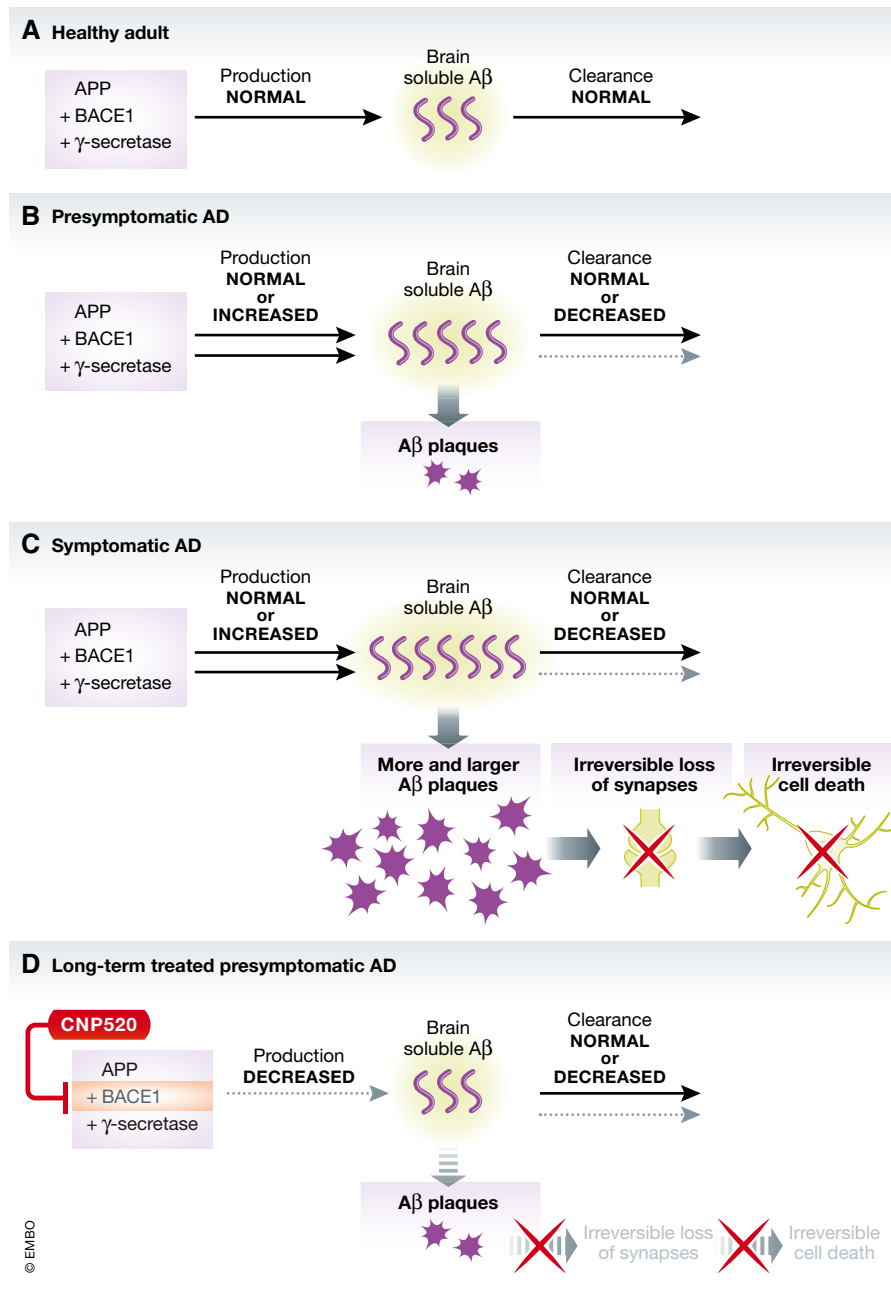 A Healthy adult
APP
+ BACE1
+ γ-secretase
Production
NORMAL
Brain
soluble Aβ
Clearance
NORMAL
B Presymptomatic AD
APP
+ BACE1
+ γ-secretase
Production
NORMAL
or
INCREASED
Brain
soluble Aβ
Clearance
NORMAL
or
DECREASED
Aβ plaques
C Symptomatic AD
APP
+ BACE1
+ γ-secretase
Production
NORMAL
or
INCREASED
Brain
soluble Aβ
Clearance
NORMAL
or
DECREASED
More and larger
Aβ plaques
Irreversible loss
of synapses
Irreversible
cell death
D Long-term treated presymptomatic AD
CNP520
APP
+ BACE1
+ γ-secretase
Production
DECREASED
Brain
soluble Aβ
Clearance
NORMAL
or
DECREASED
Aβ plaques
Irreversible loss
of synapses
Irreversible
cell death
© EMBO